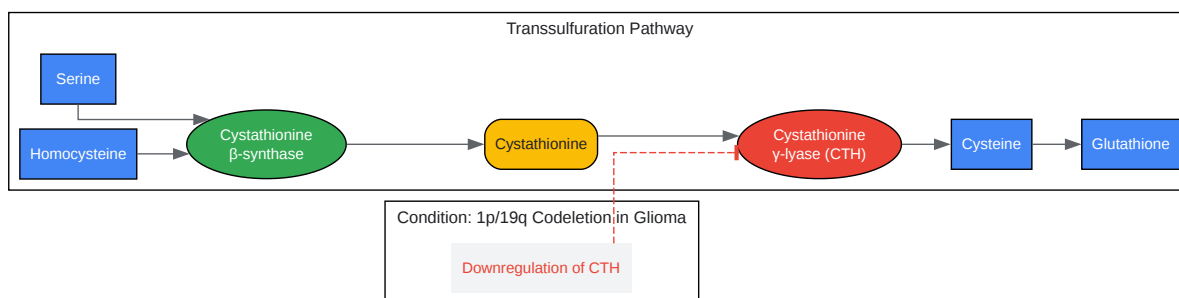 Transsulfuration Pathway
Serine
Homocysteine
Cystathionine
β-synthase
Cystathionine
Cystathionine
γ-lyase (CTH)
Cysteine
Glutathione
Condition: 1p/19q Codeletion in Glioma
Downregulation of CTH